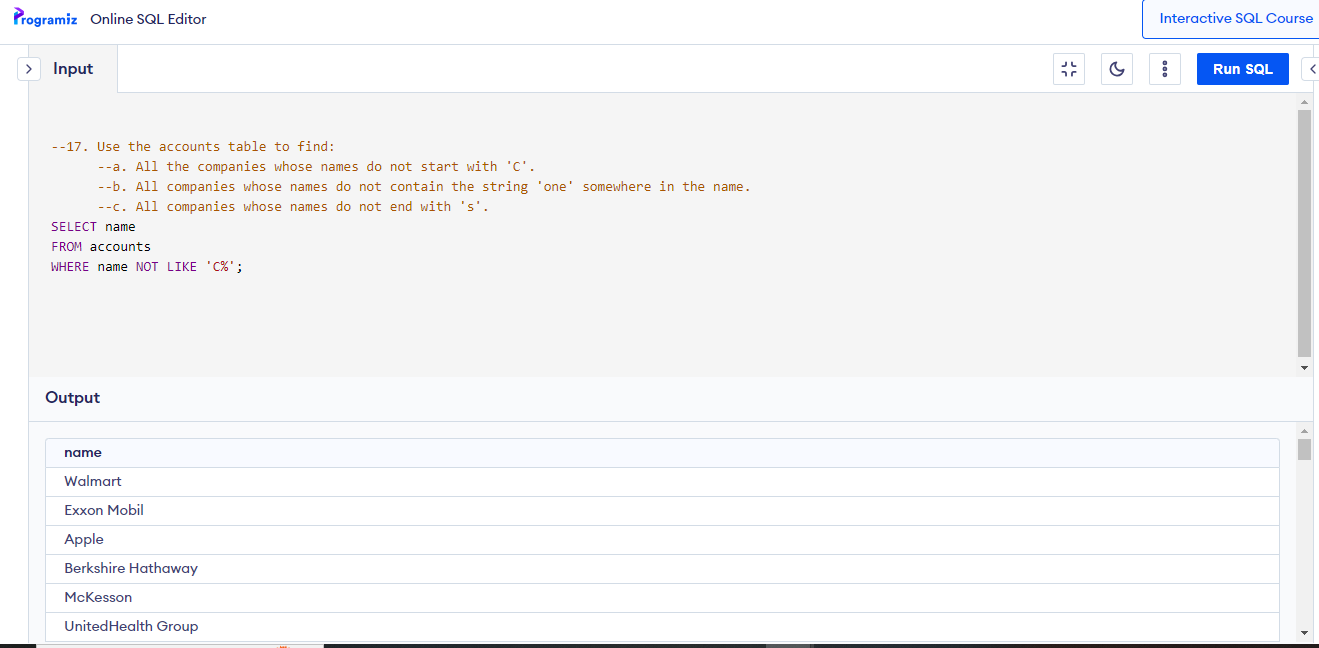 Programiz Online SQL Editor
Interactive SQL Course
Input
Run SQL
--17. Use the accounts table to find:
--a. All the companies whose names do not start with 'C'.
--b. All companies whose names do not contain the string 'one' somewhere in the name.
--c. All companies whose names do not end with 's'.
SELECT name
FROM accounts
WHERE name NOT LIKE 'C%';
Output
name
Walmart
Exxon Mobil
Apple
Berkshire Hathaway
McKesson
UnitedHealth Group